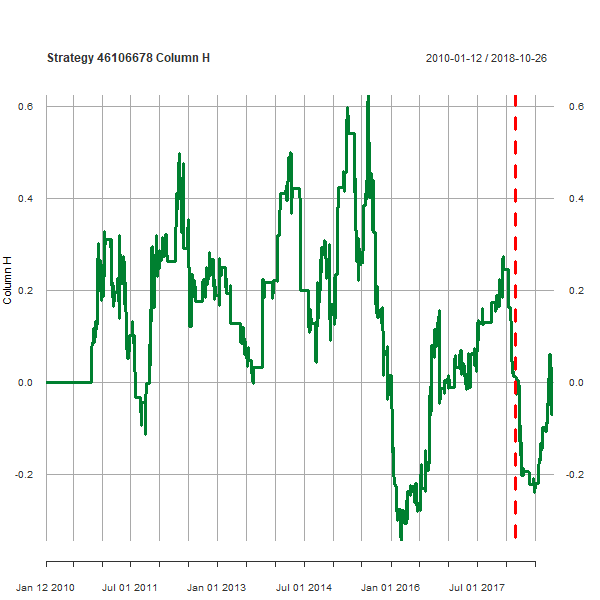 Strategy 46106678 Column H
2010-01-12 / 2018-10-26
0.6 0.6
0.4 0.4
0.2 0.2
Column H
0.0 0.0
-0.2 -0.2
Jan 12 2010 Jul 01 2011 Jan 01 2013 Jul 01 2014 Jan 01 2016 Jul 01 2017